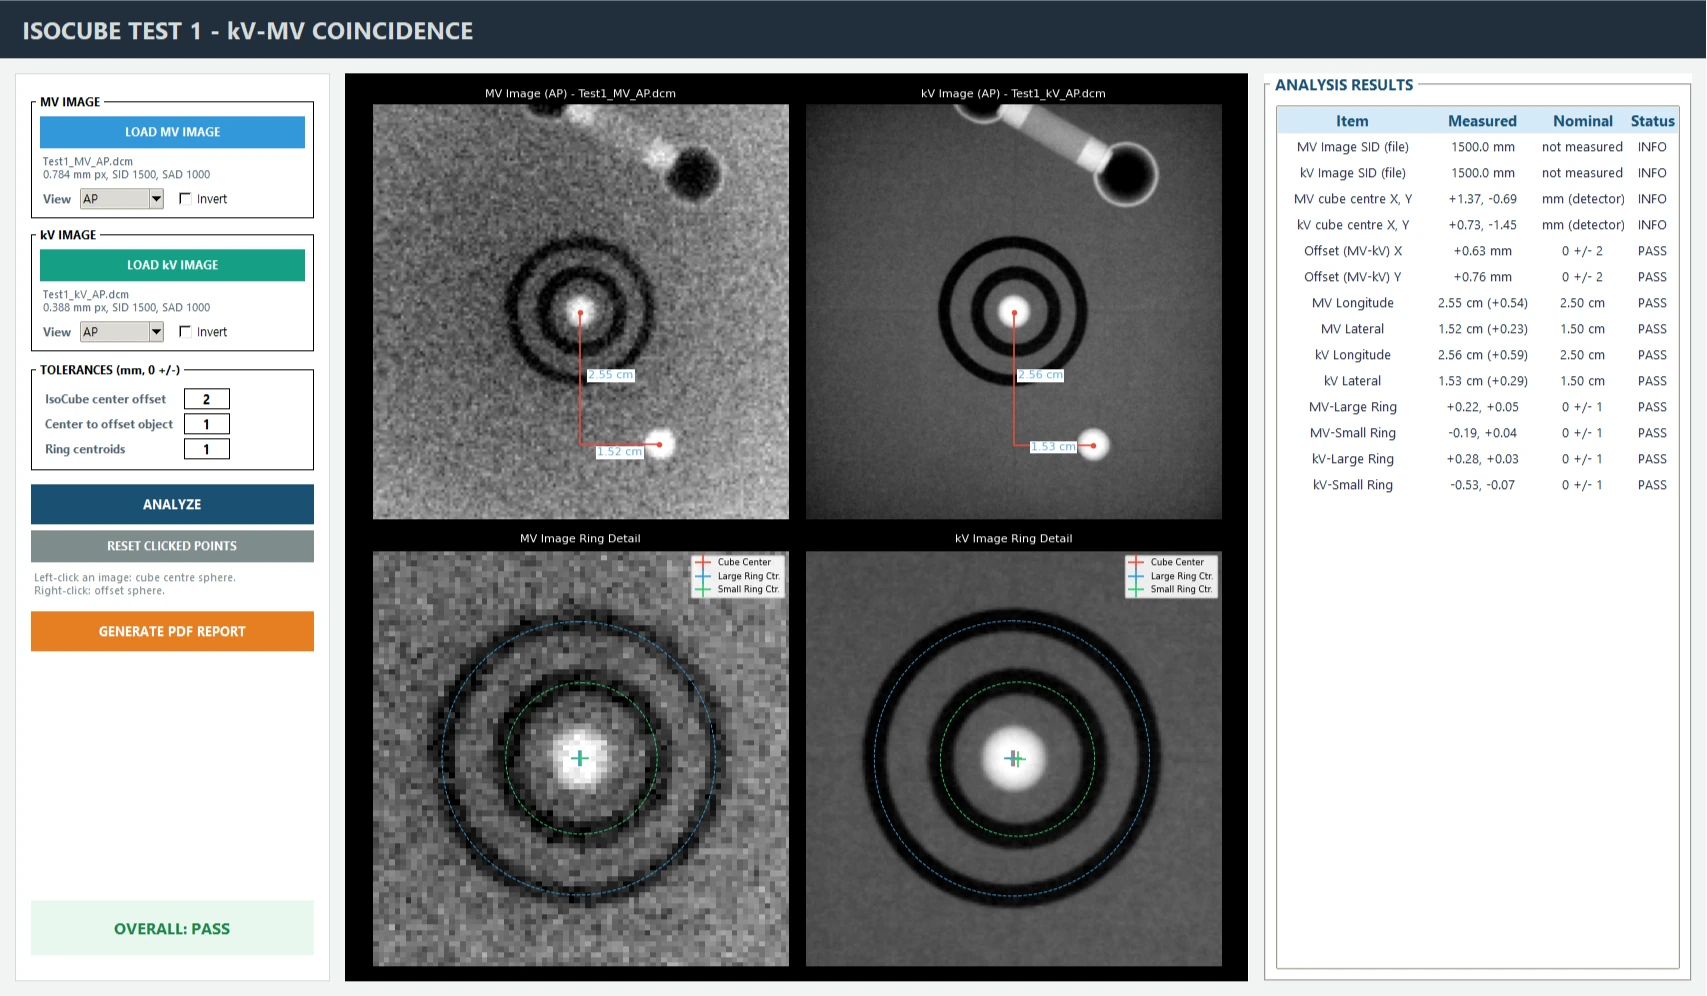 ISOCUBE TEST 1 - kV-MV COINCIDENCE
MV IMAGE
LOAD MV IMAGE
Test1_MV_AP.dcm
0.784 mm px, SID 1500, SAD 1000
View AP Invert
kV IMAGE
LOAD kV IMAGE
Test1_kV_AP.dcm
0.388 mm px, SID 1500, SAD 1000
View AP Invert
TOLERANCES (mm, 0 +/-)
IsoCube center offset 2
Center to offset object 1
Ring centroids 1
ANALYZE
RESET CLICKED POINTS
Left-click an image: cube centre sphere.
Right-click: offset sphere.
GENERATE PDF REPORT
OVERALL: PASS
MV Image (AP) - Test1_MV_AP.dcm
2.55 cm
1.52 cm
kV Image (AP) - Test1_kV_AP.dcm
2.56 cm
1.53 cm
MV Image Ring Detail
Cube Center
Large Ring Ctr.
Small Ring Ctr.
kV Image Ring Detail
Cube Center
Large Ring Ctr.
Small Ring Ctr.
ANALYSIS RESULTS
Item Measured Nominal Status
MV Image SID (file) 1500.0 mm not measured INFO
kV Image SID (file) 1500.0 mm not measured INFO
MV cube centre X, Y +1.37, -0.69 mm (detector) INFO
kV cube centre X, Y +0.73, -1.45 mm (detector) INFO
Offset (MV-kV) X +0.63 mm 0 +/- 2 PASS
Offset (MV-kV) Y +0.76 mm 0 +/- 2 PASS
MV Longitude 2.55 cm (+0.54) 2.50 cm PASS
MV Lateral 1.52 cm (+0.23) 1.50 cm PASS
kV Longitude 2.56 cm (+0.59) 2.50 cm PASS
kV Lateral 1.53 cm (+0.29) 1.50 cm PASS
MV-Large Ring +0.22, +0.05 0 +/- 1 PASS
MV-Small Ring -0.19, +0.04 0 +/- 1 PASS
kV-Large Ring +0.28, +0.03 0 +/- 1 PASS
kV-Small Ring -0.53, -0.07 0 +/- 1 PASS